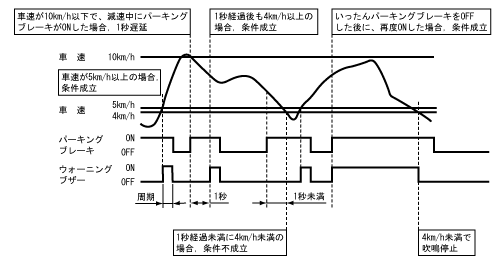 車速が10km/h以下で、減速中にパーキング
ブレーキがONした場合，1秒遅延
1秒経過後も4km/h以上の
場合，条件成立
いったんパーキングブレーキをOFF
した後に、再度ONした場合，条件成立
車　速　10km/h
車速が5km/h以上の場合，
条件成立
車　速　5km/h
4km/h
パーキング
ブレーキ
ON
OFF
ウォーニング
ブザー
ON
OFF
周期
1秒
1秒未満
1秒経過未満に4km/h未満の
場合，条件不成立
4km/h未満で
吹鳴停止